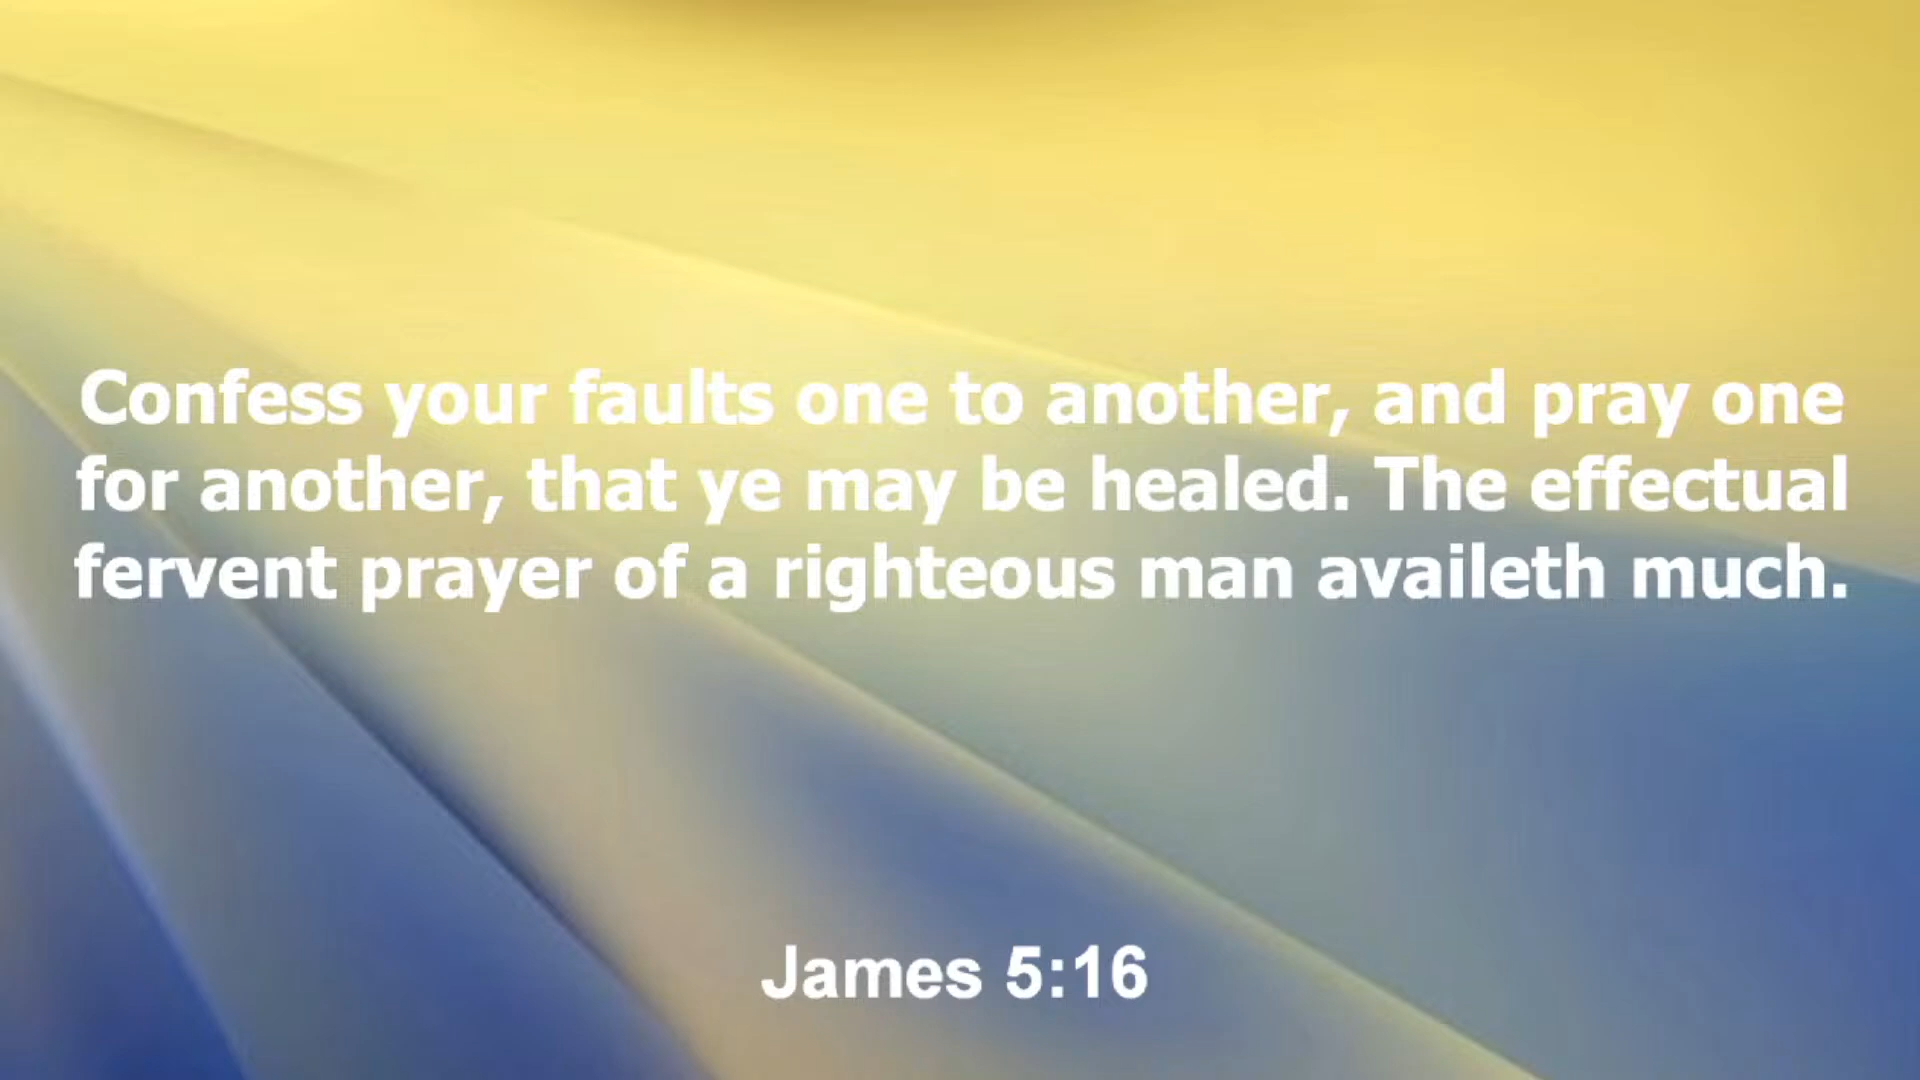 Confess your faults one to another, and pray one
for another, that ye may be healed. The effectual
fervent prayer of a righteous man availeth much.
James 5:16